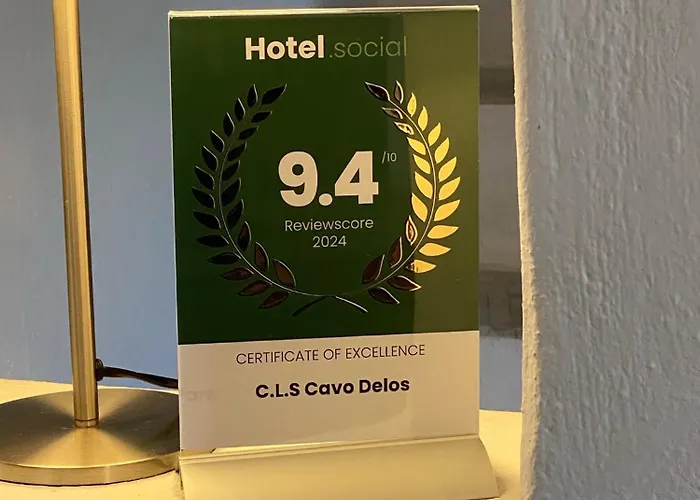 Hotel.social
9.4/10
Reviewscore
2024
CERTIFICATE OF EXCELLENCE
C.L.S Cavo Delos